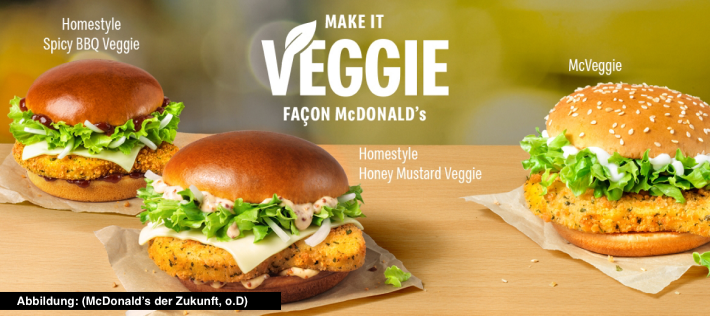 Homestyle
Spicy BBQ Veggie
MAKE IT
VEGGIE
FAÇON McDONALD's
McVeggie
Homestyle
Honey Mustard Veggie
Abbildung: (McDonald's der Zukunft, o.D)